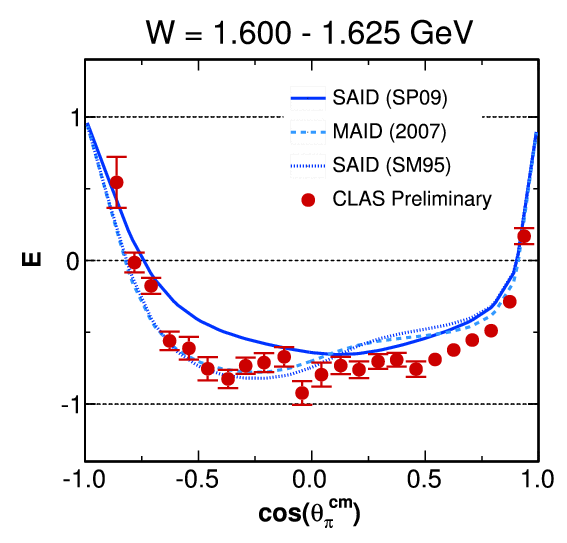 W = 1.600 - 1.625 GeV
SAID (SP09)
MAID (2007)
SAID (SM95)
CLAS Preliminary
1
0
-1
E
-1.0 -0.5 0.0 0.5 1.0
cos(θπcm)